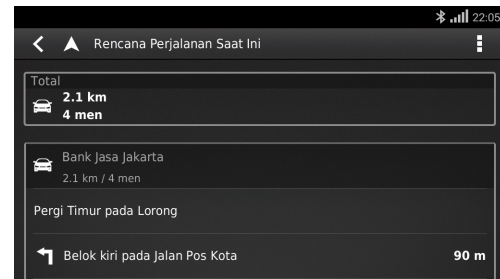 22:05
Rencana Perjalanan Saat Ini
Total
2.1 km
4 men
Bank Jasa Jakarta
2.1 km / 4 men
Pergi Timur pada Lorong
Belok kiri pada Jalan Pos Kota 90 m